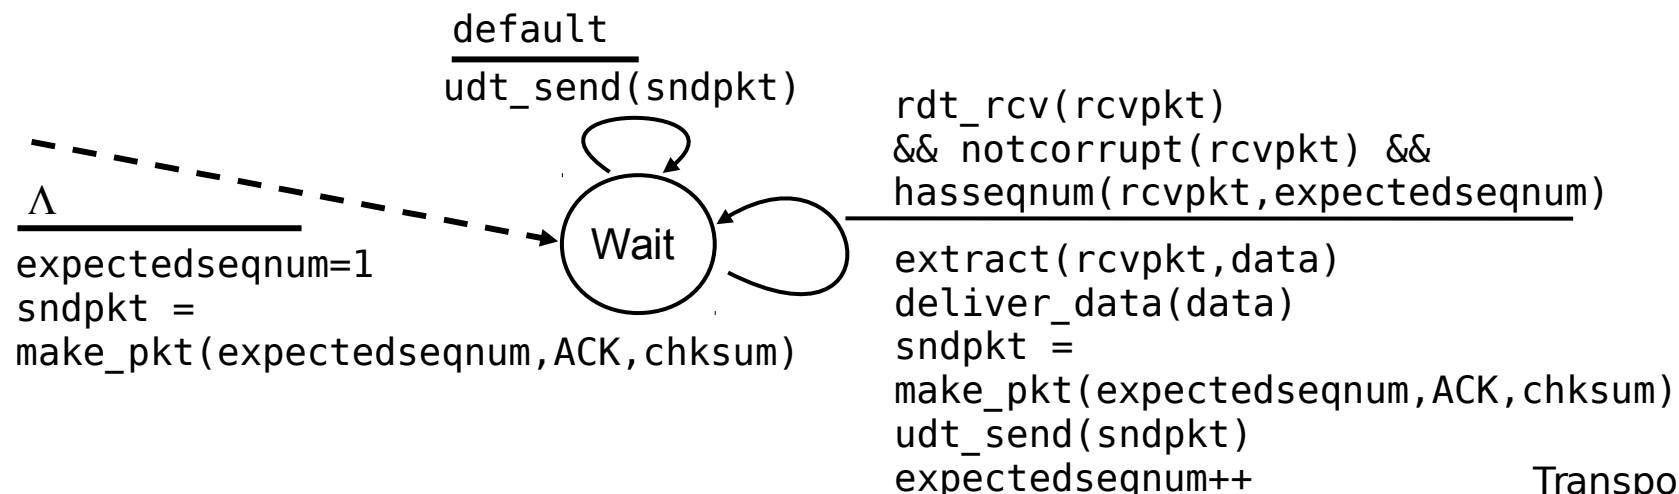 default
udt_send(sndpkt)
rdt_rcv(rcvpkt)
&& notcorrupt(rcvpkt) &&
hasseqnum(rcvpkt,expectedseqnum)
Λ
Wait
expectedseqnum=1
sndpkt =
make_pkt(expectedseqnum,ACK,chksum)
extract(rcvpkt,data)
deliver_data(data)
sndpkt =
make_pkt(expectedseqnum,ACK,chksum)
udt_send(sndpkt)
expectedseqnum++
Transpo